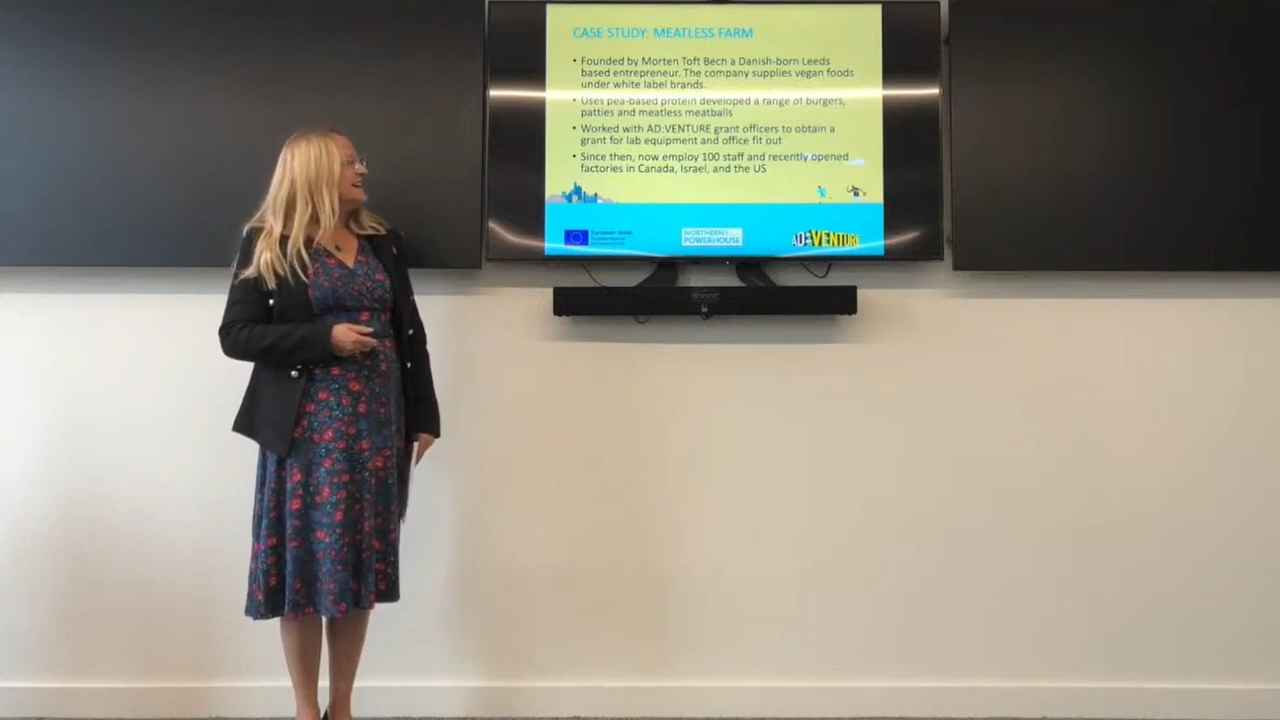 CASE STUDY: MEATLESS FARM
• Founded by Morten Toft Bech a Danish-born Leeds
based entrepreneur. The company supplies vegan foods
under white label brands.
• Uses pea-based protein developed a range of burgers,
patties and meatless meatballs
• Worked with AD:VENTURE grant officers to obtain a
grant for lab equipment and office fit out
• Since then, now employ 100 staff and recently opened
factories in Canada, Israel, and the US
European Union
NORTHERN
POWERHOUSE
AD:VENTURE